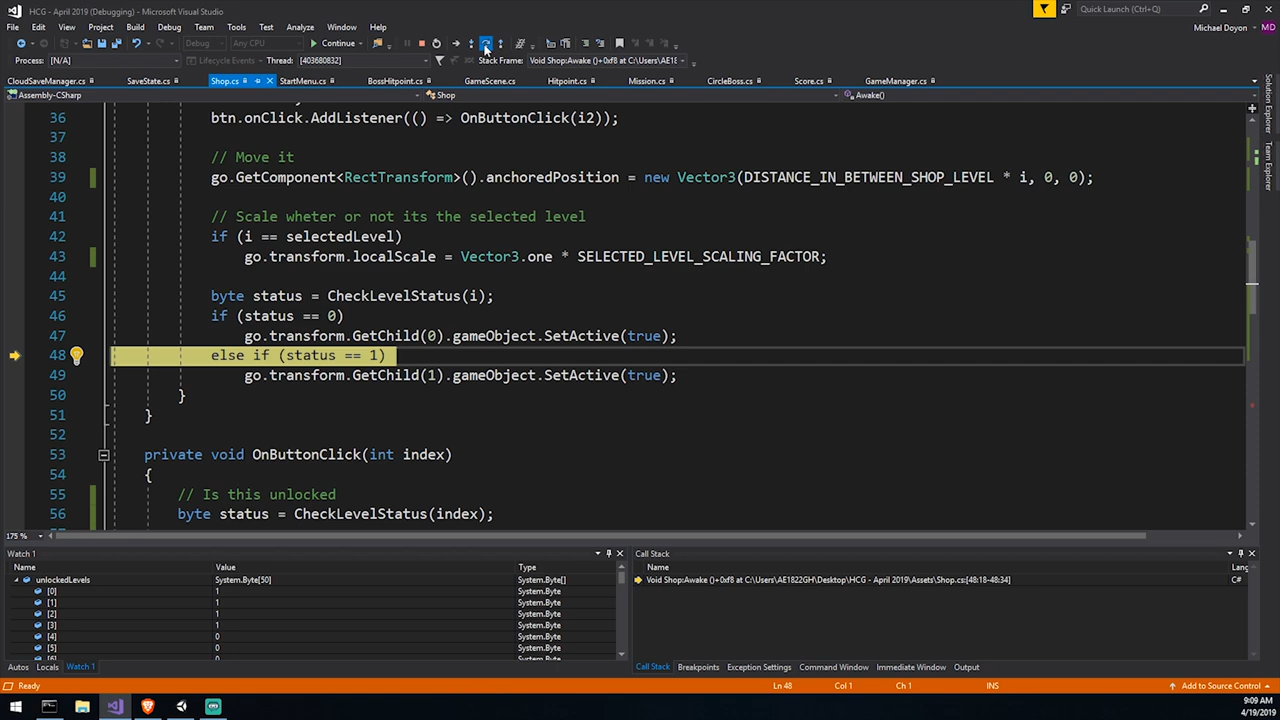 HCG - April 2019 (Debugging) - Microsoft Visual Studio
Quick Launch (Ctrl+Q)
File Edit View Project Build Debug Team Tools Test Analyze Window Help
Michael Doyon MD
Debug Any CPU Continue
Process: [N/A] Lifecycle Events Thread: [403680832] Stack Frame: Void Shop:Awake ()+0xf8 at C:\Users\AE18
CloudSaveManager.cs SaveState.cs Shop.cs StartMenu.cs BossHitpoint.cs GameScene.cs Hitpoint.cs Mission.cs CircleBoss.cs Score.cs GameManager.cs
Assembly-CSharp Shop Awake()
36 btn.onClick.AddListener(() => OnButtonClick(i2));
37
38 // Move it
39 go.GetComponent<RectTransform>().anchoredPosition = new Vector3(DISTANCE_IN_BETWEEN_SHOP_LEVEL * i, 0, 0);
40
41 // Scale wheter or not its the selected level
42 if (i == selectedLevel)
43 go.transform.localScale = Vector3.one * SELECTED_LEVEL_SCALING_FACTOR;
44
45 byte status = CheckLevelStatus(i);
46 if (status == 0)
47 go.transform.GetChild(0).gameObject.SetActive(true);
48 else if (status == 1)
49 go.transform.GetChild(1).gameObject.SetActive(true);
50 }
51 }
52
53 private void OnButtonClick(int index)
54 {
55 // Is this unlocked
56 byte status = CheckLevelStatus(index);
175 %
Watch 1
Name Value Type
unlockedLevels System.Byte[50] System.Byte[]
[0] 1 System.Byte
[1] 1 System.Byte
[2] 1 System.Byte
[3] 1 System.Byte
[4] 0 System.Byte
[5] 0 System.Byte
Autos Locals Watch 1
Call Stack
Name Lang
Void Shop:Awake ()+0xf8 at C:\Users\AE1822GH\Desktop\HCG - April 2019\Assets\Shop.cs:[48:18-48:34] C#
Call Stack Breakpoints Exception Settings Command Window Immediate Window Output
Solution Explorer
Team Explorer
Ready Ln 48 Col 1 Ch 1 INS Add to Source Control
9:09 AM
4/19/2019